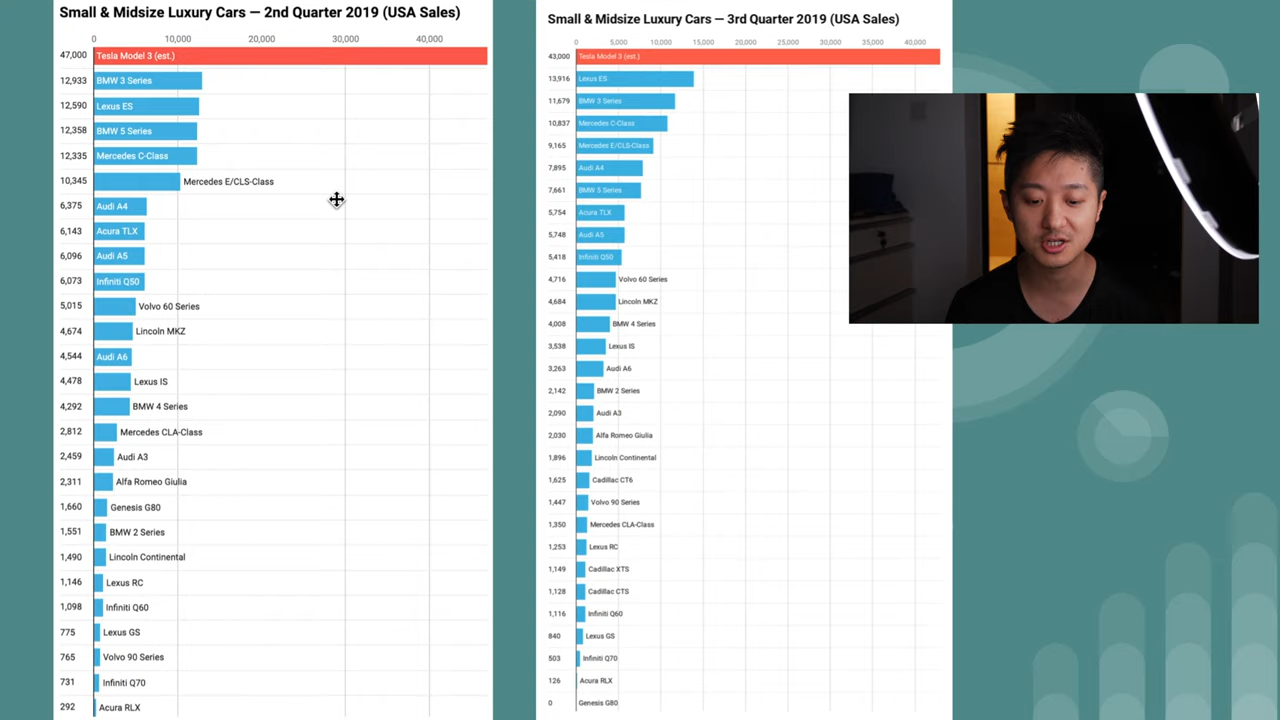 Small & Midsize Luxury Cars — 2nd Quarter 2019 (USA Sales)
0 10,000 20,000 30,000 40,000
47,000 Tesla Model 3 (est.)
12,933 BMW 3 Series
12,590 Lexus ES
12,358 BMW 5 Series
12,335 Mercedes C-Class
10,345 Mercedes E/CLS-Class
6,375 Audi A4
6,143 Acura TLX
6,096 Audi A5
6,073 Infiniti Q50
5,015 Volvo 60 Series
4,674 Lincoln MKZ
4,544 Audi A6
4,478 Lexus IS
4,292 BMW 4 Series
2,812 Mercedes CLA-Class
2,459 Audi A3
2,311 Alfa Romeo Giulia
1,660 Genesis G80
1,551 BMW 2 Series
1,490 Lincoln Continental
1,146 Lexus RC
1,098 Infiniti Q60
775 Lexus GS
765 Volvo 90 Series
731 Infiniti Q70
292 Acura RLX
Small & Midsize Luxury Cars — 3rd Quarter 2019 (USA Sales)
0 5,000 10,000 15,000 20,000 25,000 30,000 35,000 40,000
43,000 Tesla Model 3 (est.)
13,916 Lexus ES
11,679 BMW 3 Series
10,837 Mercedes C-Class
9,165 Mercedes E/CLS-Class
7,895 Audi A4
7,661 BMW 5 Series
5,754 Acura TLX
5,748 Audi A5
5,418 Infiniti Q50
4,716 Volvo 60 Series
4,684 Lincoln MKZ
4,008 BMW 4 Series
3,538 Lexus IS
3,263 Audi A6
2,142 BMW 2 Series
2,090 Audi A3
2,030 Alfa Romeo Giulia
1,896 Lincoln Continental
1,625 Cadillac CT6
1,447 Volvo 90 Series
1,350 Mercedes CLA-Class
1,253 Lexus RC
1,149 Cadillac XTS
1,128 Cadillac CTS
1,116 Infiniti Q60
840 Lexus GS
503 Infiniti Q70
126 Acura RLX
0 Genesis G80